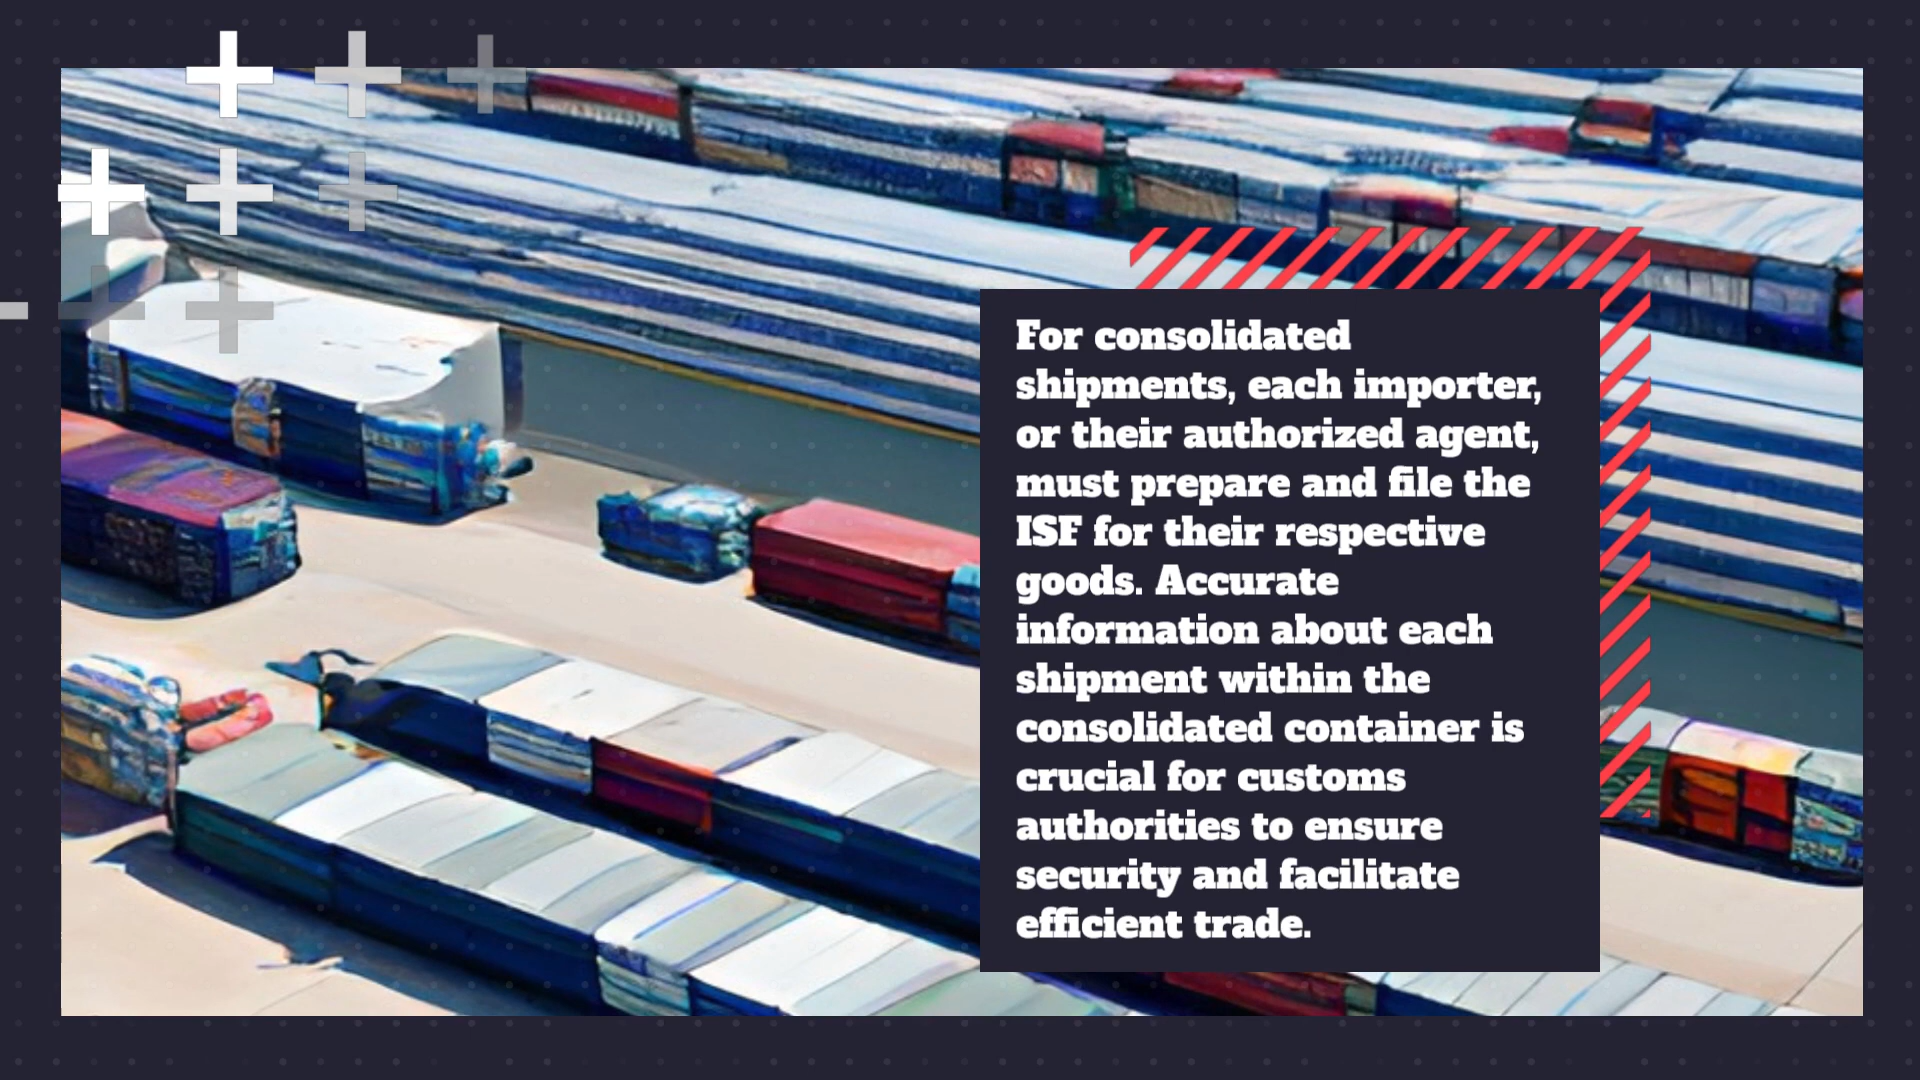 For consolidated
shipments, each importer,
or their authorized agent,
must prepare and file the
ISF for their respective
goods. Accurate
information about each
shipment within the
consolidated container is
crucial for customs
authorities to ensure
security and facilitate
efficient trade.